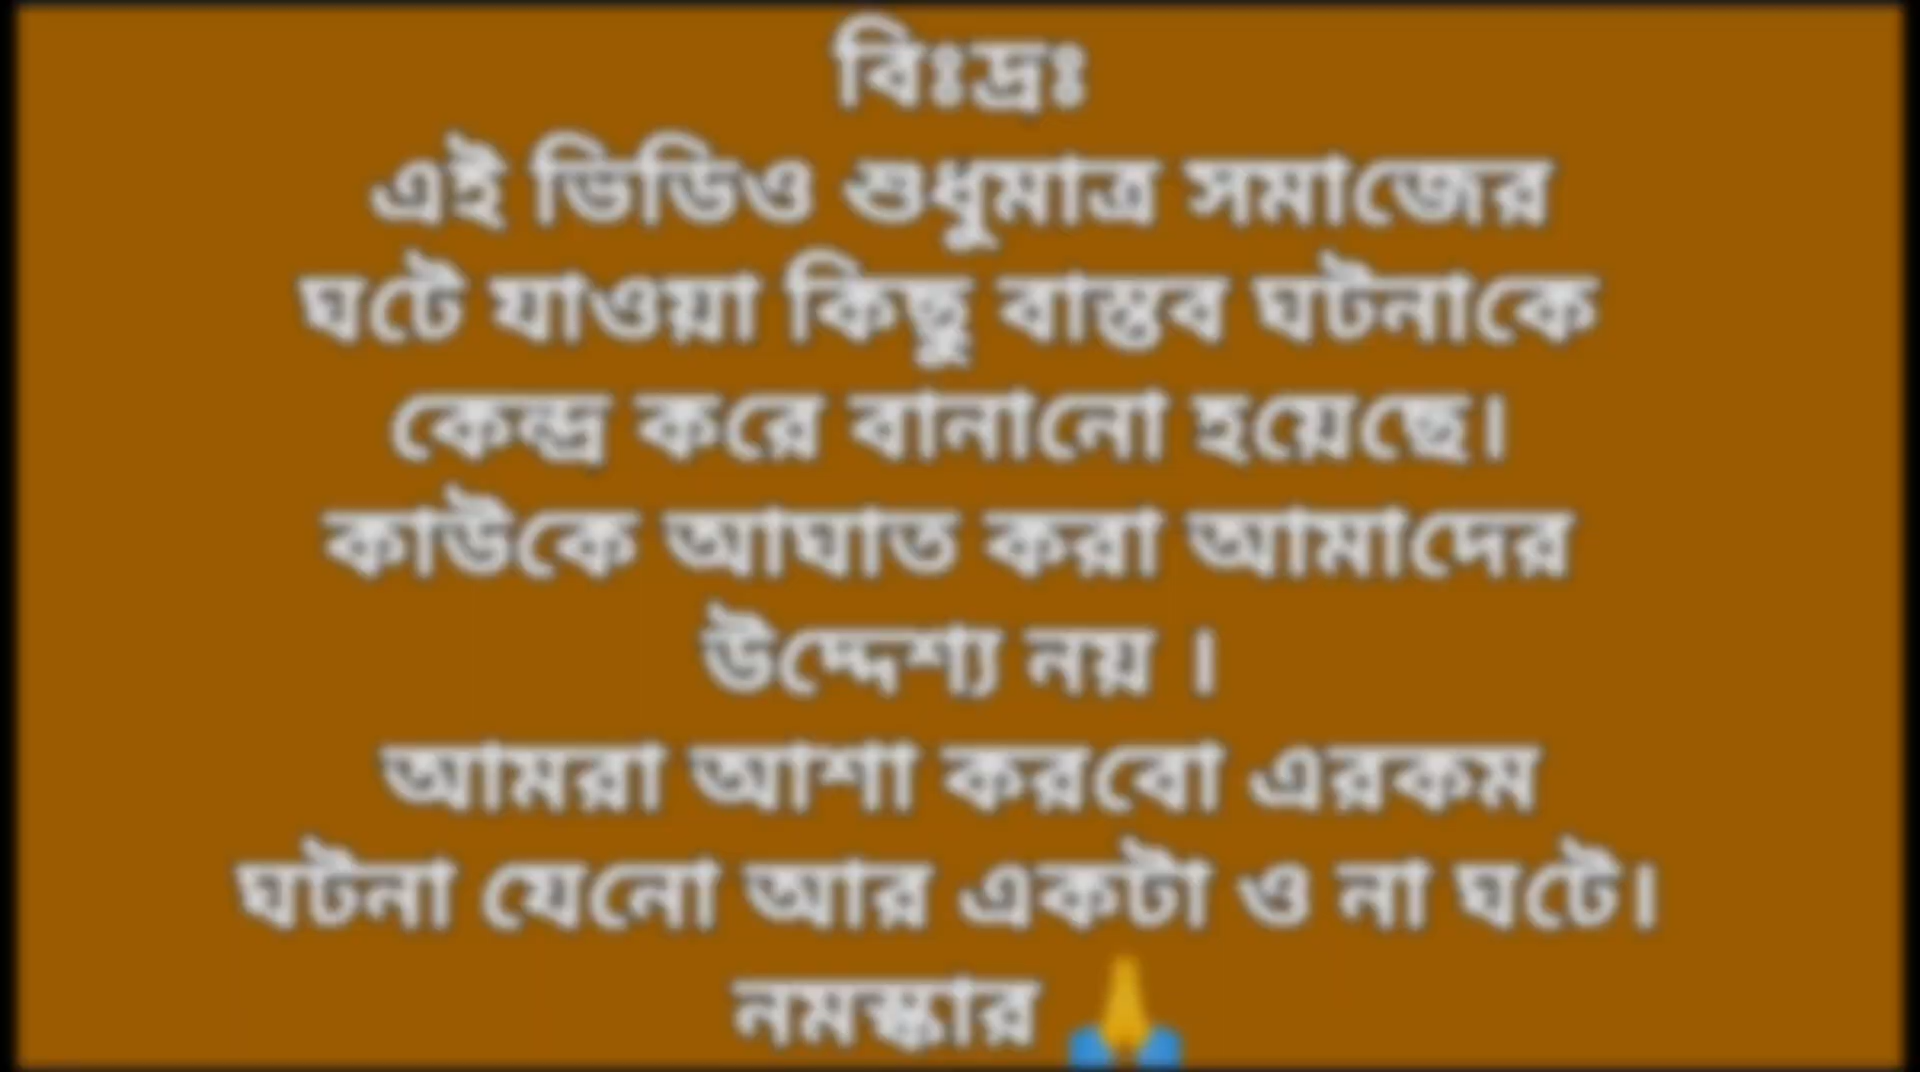 বিঃদ্রঃ
এই ভিডিও শুধুমাত্র সমাজের
ঘটে যাওয়া কিছু বাস্তব ঘটনাকে
কেন্দ্র করে বানানো হয়েছে।
কাউকে আঘাত করা আমাদের
উদ্দেশ্য নয় ।
আমরা আশা করবো এরকম
ঘটনা যেনো আর একটা ও না ঘটে।
নমস্কার 🙏